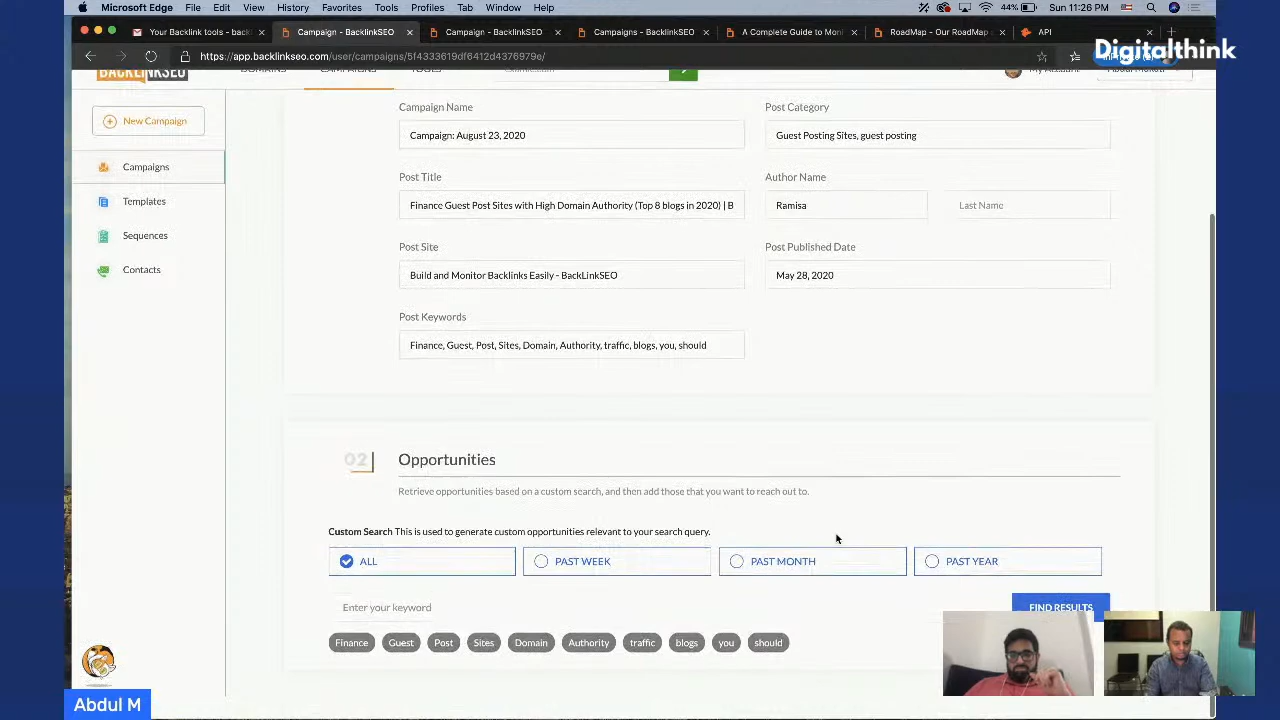 Microsoft Edge File Edit View History Favorites Tools Profiles Tab Window Help 44% Sun 11:26 PM
Your Backlink tools - back Campaign - BacklinkSEO Campaign - BacklinkSEO Campaigns - BacklinkSEO A Complete Guide to Moni RoadMap - Our RoadMap API
Digitalthink
https://app.backlinkseo.com/user/campaigns/5f4333619df6412d4376979e/
BACKLINKSEO CAMPAIGNS TOOLS My Account
New Campaign
Campaigns
Templates
Sequences
Contacts
Campaign Name Post Category
Campaign: August 23, 2020 Guest Posting Sites, guest posting
Post Title Author Name
Finance Guest Post Sites with High Domain Authority (Top 8 blogs in 2020) | B Ramisa Last Name
Post Site Post Published Date
Build and Monitor Backlinks Easily - BackLinkSEO May 28, 2020
Post Keywords
Finance, Guest, Post, Sites, Domain, Authority, traffic, blogs, you, should
02 Opportunities
Retrieve opportunities based on a custom search, and then add those that you want to reach out to.
Custom Search This is used to generate custom opportunities relevant to your search query.
ALL PAST WEEK PAST MONTH PAST YEAR
Enter your keyword FIND RESULTS
Finance Guest Post Sites Domain Authority traffic blogs you should
Abdul M